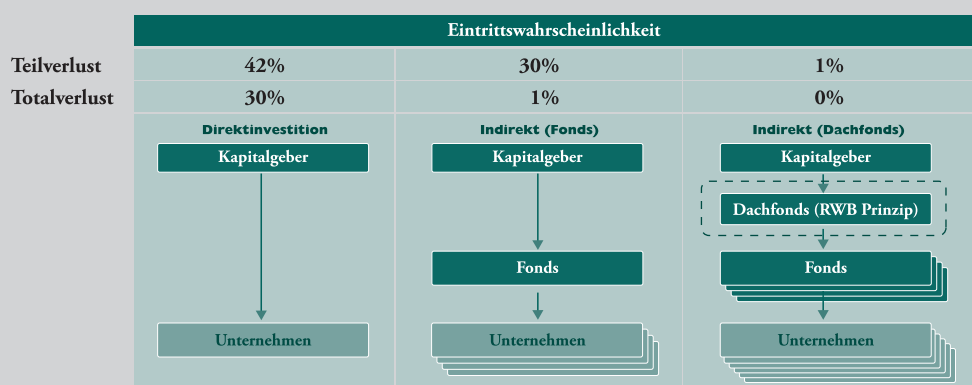 Eintrittswahrscheinlichkeit
Teilverlust 42% 30% 1%
Totalverlust 30% 1% 0%
Direktinvestition Indirekt (Fonds) Indirekt (Dachfonds)
Kapitalgeber Kapitalgeber Kapitalgeber
Dachfonds (RWB Prinzip)
Fonds Fonds
Unternehmen Unternehmen Unternehmen